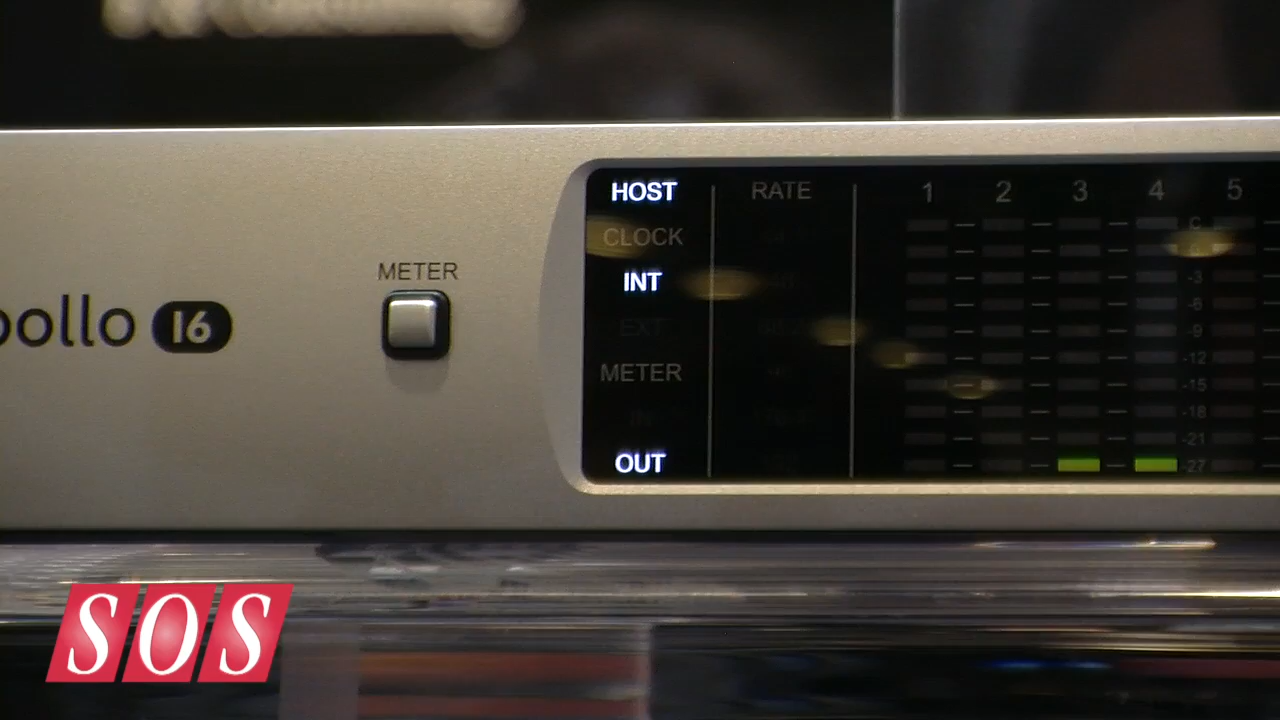 HOST
RATE
1 2 3 4 5
CLOCK
C
INT
-3
EXT
-6
-9
METER
-12
-15
-18
-21
OUT
-27
METER
pollo 16
SOS